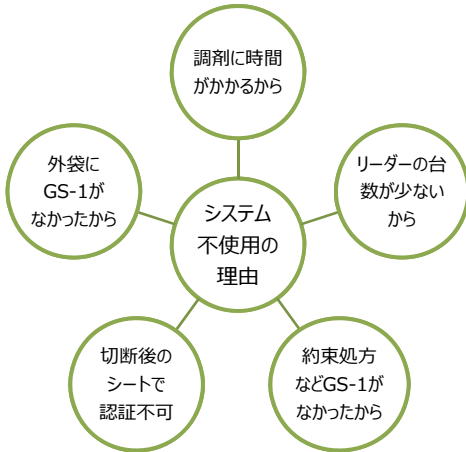 調剤に時間
がかかるから
外袋に
GS-1が
なかったから
リーダーの台
数が少ない
から
システム
不使用の
理由
切断後の
シートで
認証不可
約束処方
などGS-1が
なかったから